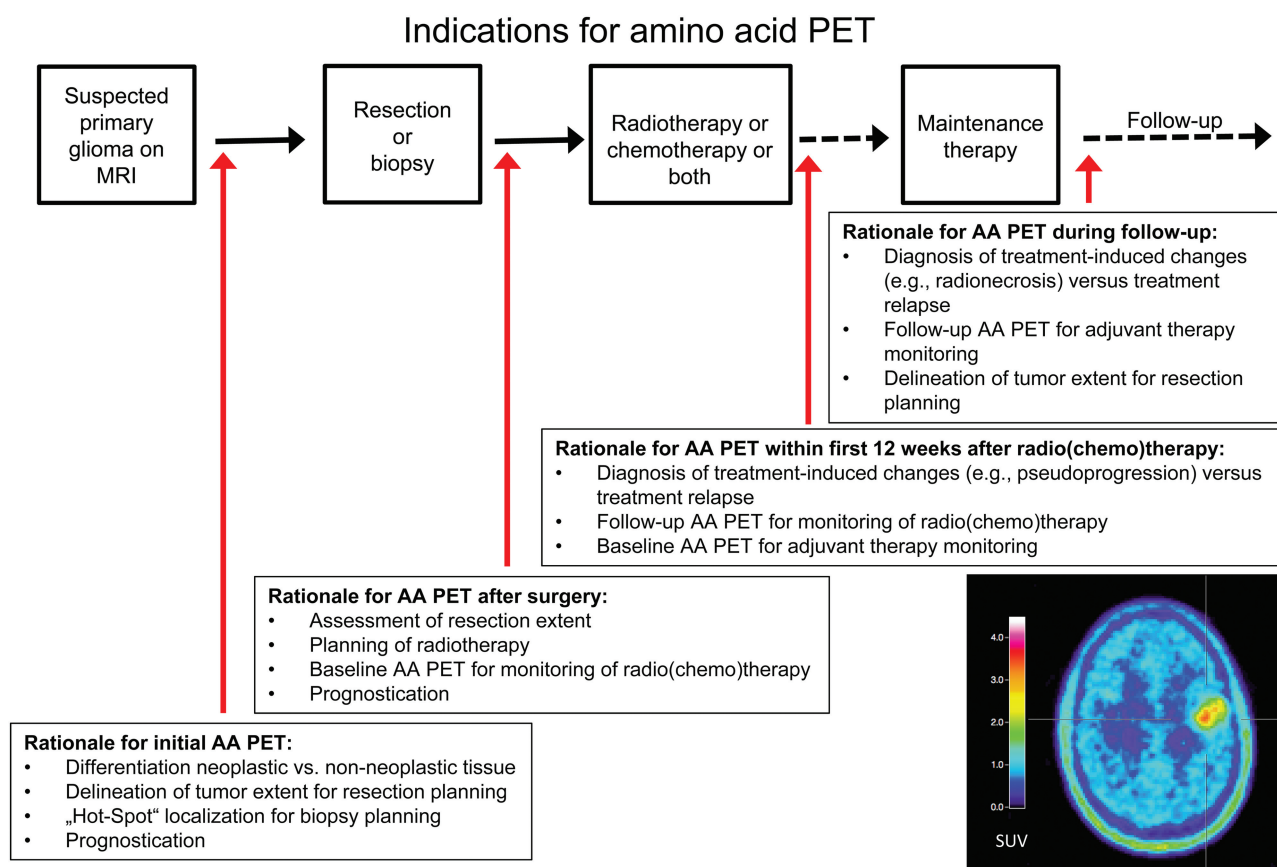 Indications for amino acid PET
Suspected
primary
glioma on
MRI
Resection
or
biopsy
Radiotherapy or
chemotherapy or
both
Maintenance
therapy
Follow-up
Rationale for AA PET during follow-up:
• Diagnosis of treatment-induced changes
(e.g., radionecrosis) versus treatment
relapse
• Follow-up AA PET for adjuvant therapy
monitoring
• Delineation of tumor extent for resection
planning
Rationale for AA PET within first 12 weeks after radio(chemo)therapy:
• Diagnosis of treatment-induced changes (e.g., pseudoprogression) versus
treatment relapse
• Follow-up AA PET for monitoring of radio(chemo)therapy
• Baseline AA PET for adjuvant therapy monitoring
Rationale for AA PET after surgery:
• Assessment of resection extent
• Planning of radiotherapy
• Baseline AA PET for monitoring of radio(chemo)therapy
• Prognostication
Rationale for initial AA PET:
• Differentiation neoplastic vs. non-neoplastic tissue
• Delineation of tumor extent for resection planning
• „Hot-Spot“ localization for biopsy planning
• Prognostication
4.0
3.0
2.0
1.0
0.0
SUV